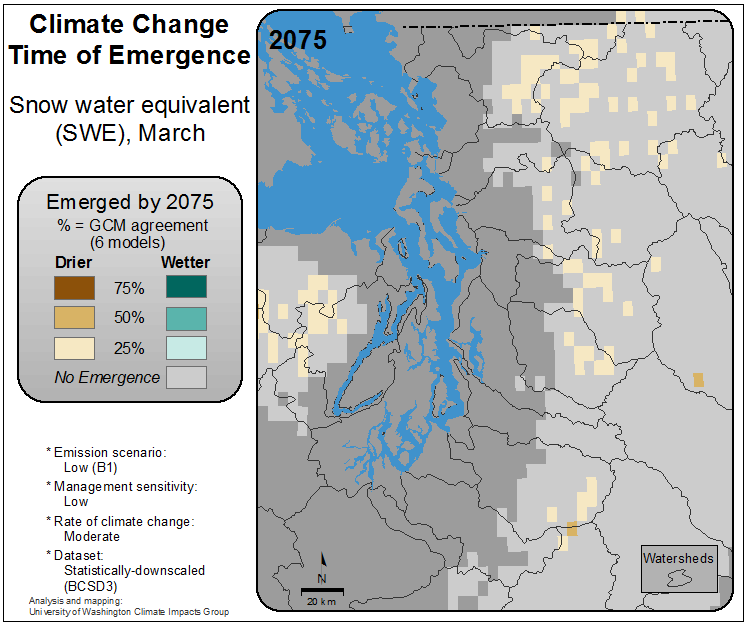 Climate Change
Time of Emergence
Snow water equivalent
(SWE), March
Emerged by 2075
% = GCM agreement
(6 models)
Drier Wetter
75%
50%
25%
No Emergence
* Emission scenario:
Low (B1)
* Management sensitivity:
Low
* Rate of climate change:
Moderate
* Dataset:
Statistically-downscaled
(BCSD3)
Analysis and mapping:
University of Washington Climate Impacts Group
2075
N
20 km
Watersheds